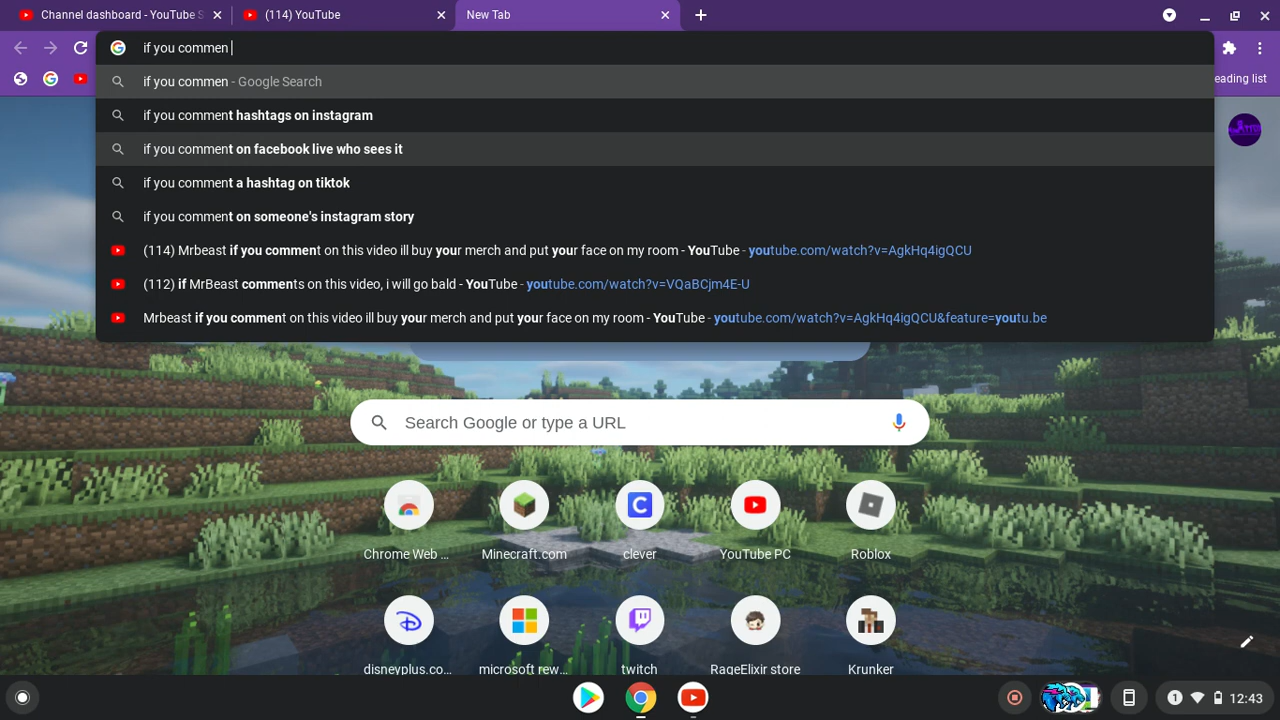 Channel dashboard - YouTube S
(114) YouTube
New Tab
if you commen
eading list
if you commen - Google Search
if you comment hashtags on instagram
if you comment on facebook live who sees it
if you comment a hashtag on tiktok
if you comment on someone's instagram story
(114) Mrbeast if you comment on this video ill buy your merch and put your face on my room - YouTube - youtube.com/watch?v=AgkHq4igQCU
(112) if MrBeast comments on this video, i will go bald - YouTube - youtube.com/watch?v=VQaBCjm4E-U
Mrbeast if you comment on this video ill buy your merch and put your face on my room - YouTube - youtube.com/watch?v=AgkHq4igQCU&feature=youtu.be
Search Google or type a URL
Chrome Web ...
Minecraft.com
clever
YouTube PC
Roblox
disneyplus.co...
microsoft rew...
twitch
RageElixir store
Krunker
1
12:43